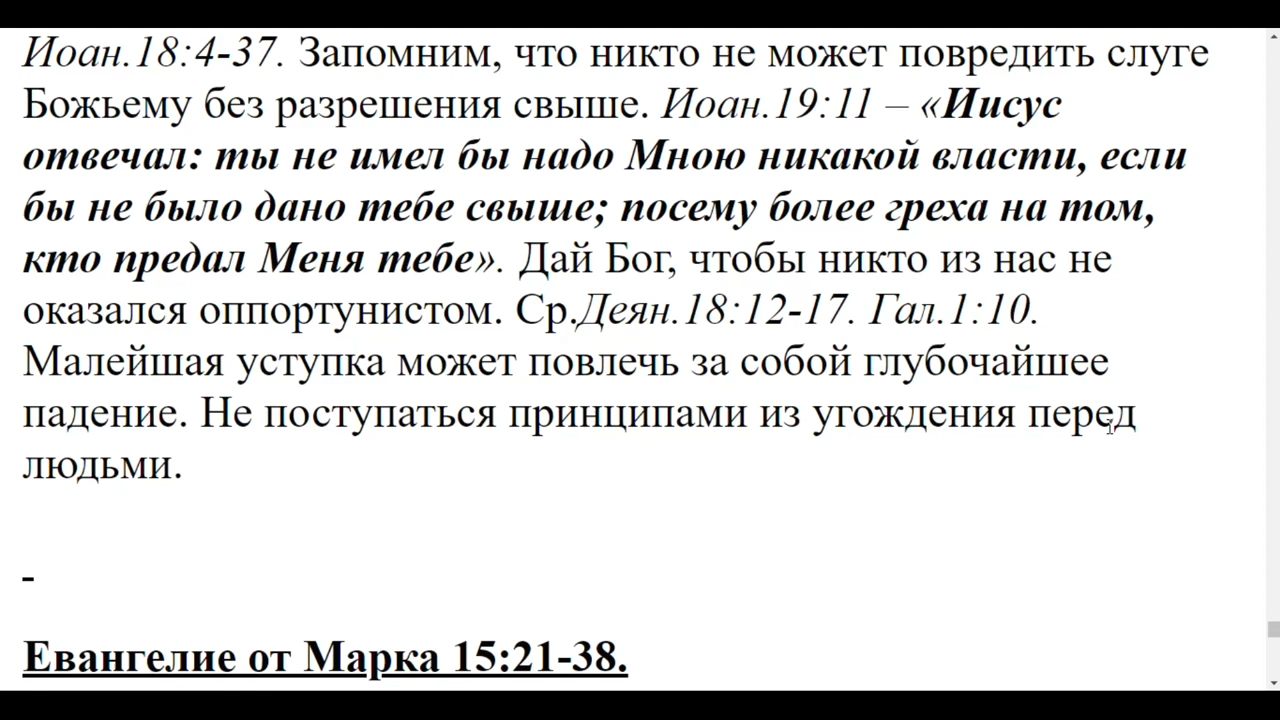 Иоан.18:4-37. Запомним, что никто не может повредить слуге
Божьему без разрешения свыше. Иоан.19:11 – «Иисус
отвечал: ты не имел бы надо Мною никакой власти, если
бы не было дано тебе свыше; посему более греха на том,
кто предал Меня тебе». Дай Бог, чтобы никто из нас не
оказался оппортунистом. Ср.Деян.18:12-17. Гал.1:10.
Малейшая уступка может повлечь за собой глубочайшее
падение. Не поступаться принципами из угождения перед
людьми.
-
Евангелие от Марка 15:21-38.